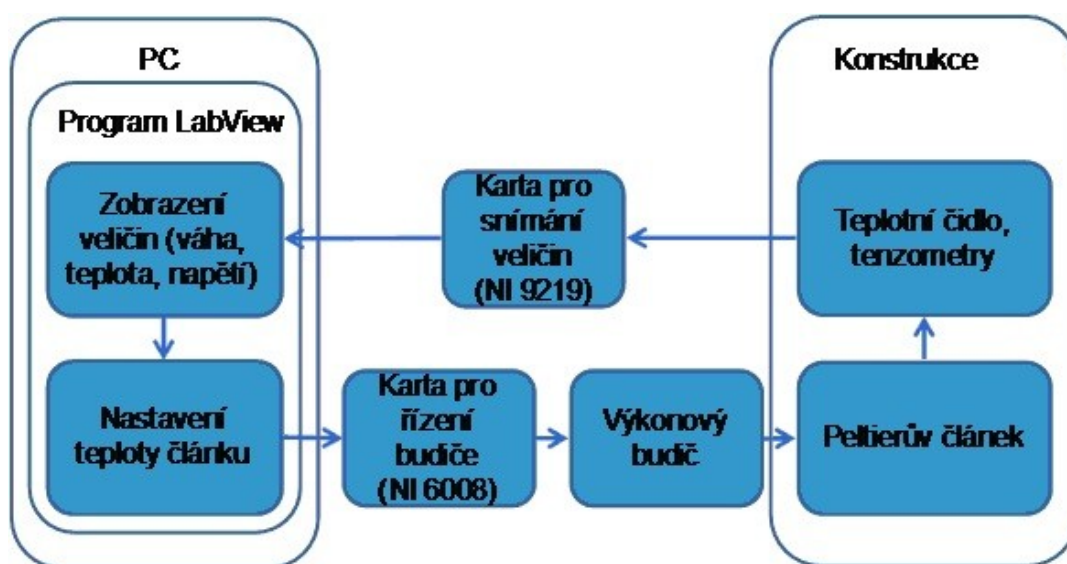 PC
Program LabView
Zobrazení
veličin (váha,
teplota, napětí)
Nastavení
teploty článku
Karta pro
snímání
veličin
(NI 9219)
Karta pro
řízení
budiče
(NI 6008)
Výkonový
budič
Konstrukce
Teplotní čidlo,
tenzometry
Peltierův článek